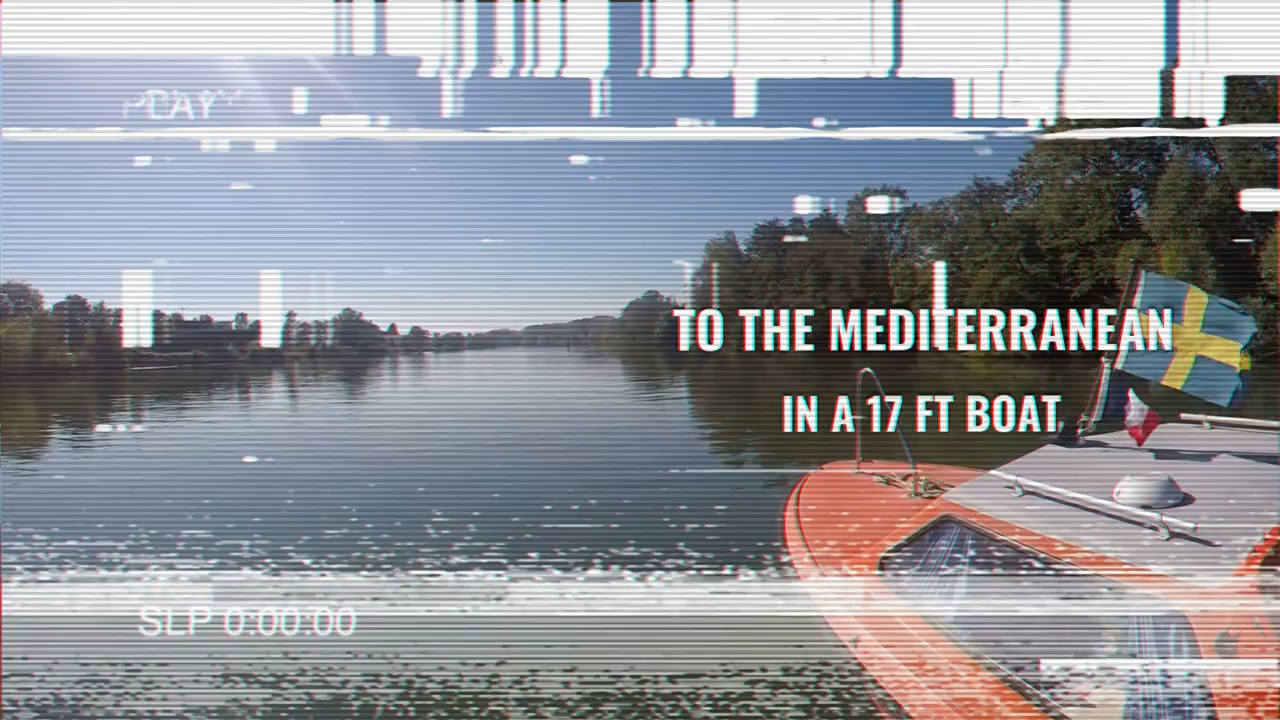 PLAY
TO THE MEDITERRANEAN
IN A 17 FT BOAT
SLP 0:00:00